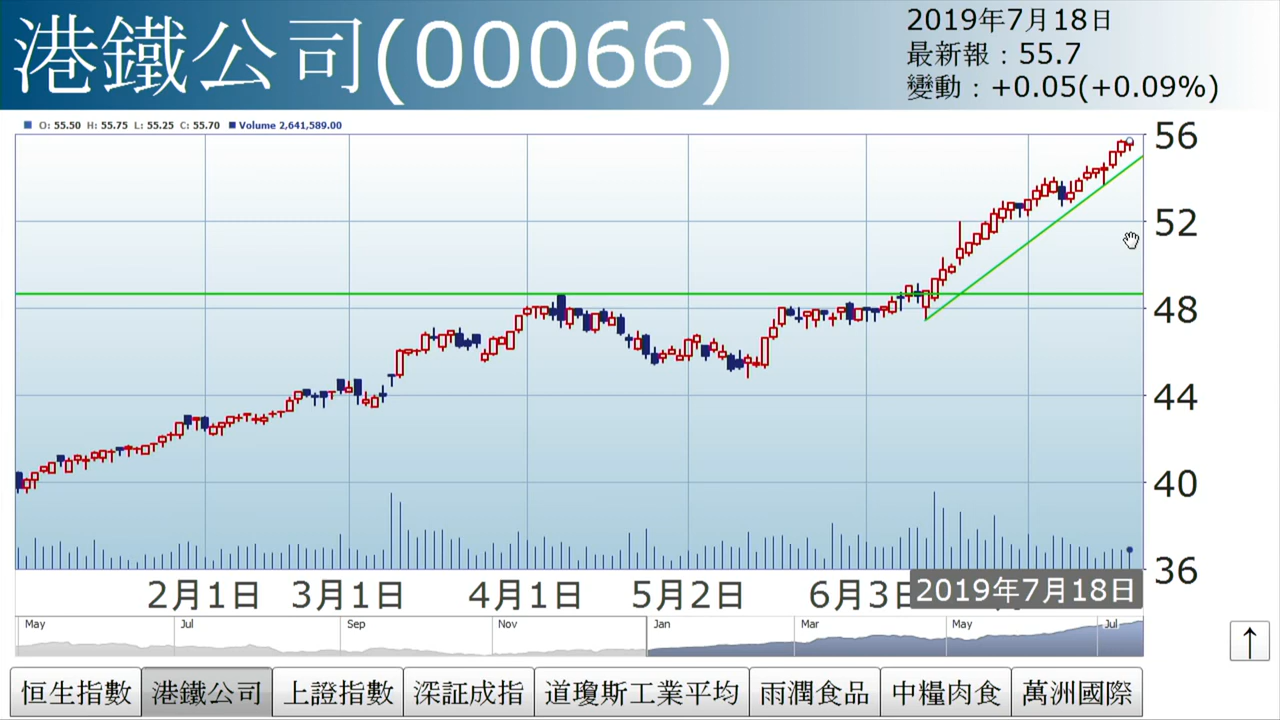 港鐵公司(00066)
2019年7月18日
最新報：55.7
變動：+0.05(+0.09%)
O: 55.50 H: 55.75 L: 55.25 C: 55.70 Volume 2,641,589.00
56
52
48
44
40
36
2月1日 3月1日 4月1日 5月2日 6月3日 2019年7月18日
May Jul Sep Nov Jan Mar May Jul
↑
恒生指數 港鐵公司 上證指數 深証成指 道瓊斯工業平均 雨潤食品 中糧肉食 萬洲國際